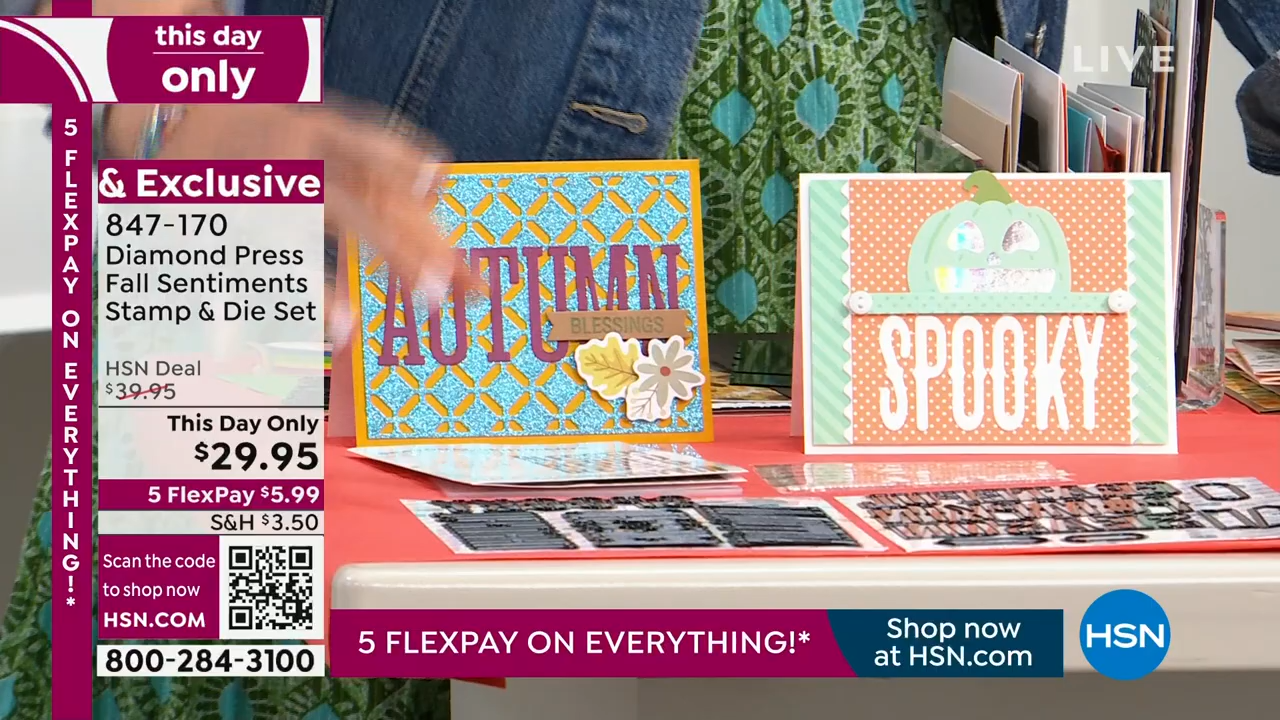 this day
only
5 FLEXPAY ON EVERYTHING!*
& Exclusive
847-170
Diamond Press
Fall Sentiments
Stamp & Die Set
HSN Deal
$39.95
This Day Only
$29.95
5 FlexPay $5.99
S&H $3.50
Scan the code
to shop now
HSN.COM
800-284-3100
LIVE
AUTUMN
BLESSINGS
SPOOKY
5 FLEXPAY ON EVERYTHING!*
Shop now
at HSN.com
HSN